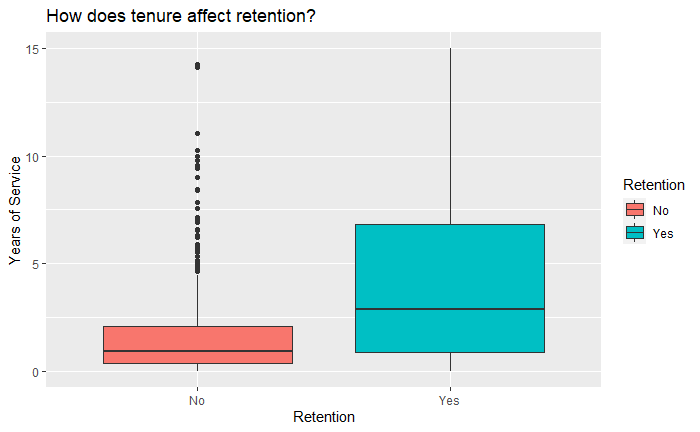 How does tenure affect retention?
15
10
5
0
Years of Service
No
Yes
Retention
Retention
No
Yes